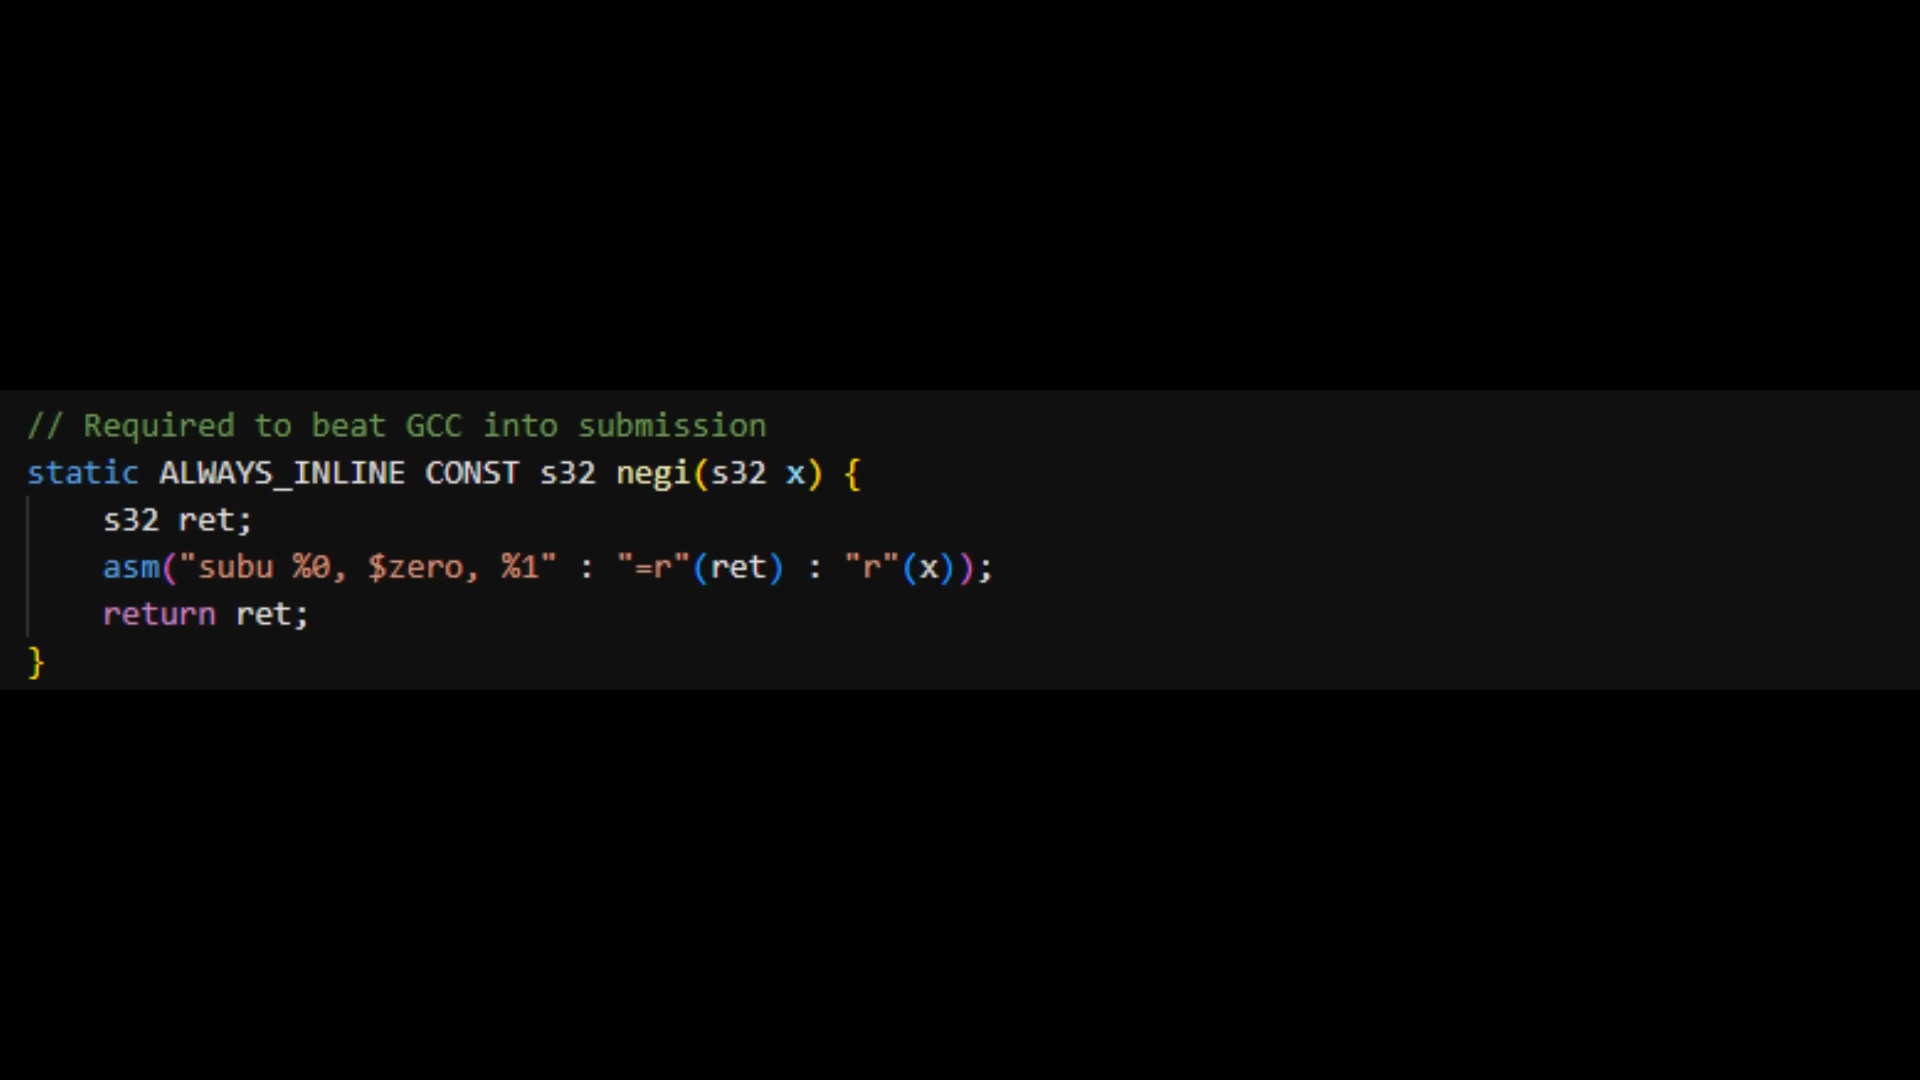 // Required to beat GCC into submission
static ALWAYS_INLINE CONST s32 negi(s32 x) {
    s32 ret;
    asm("subu %0, $zero, %1" : "=r"(ret) : "r"(x));
    return ret;
}